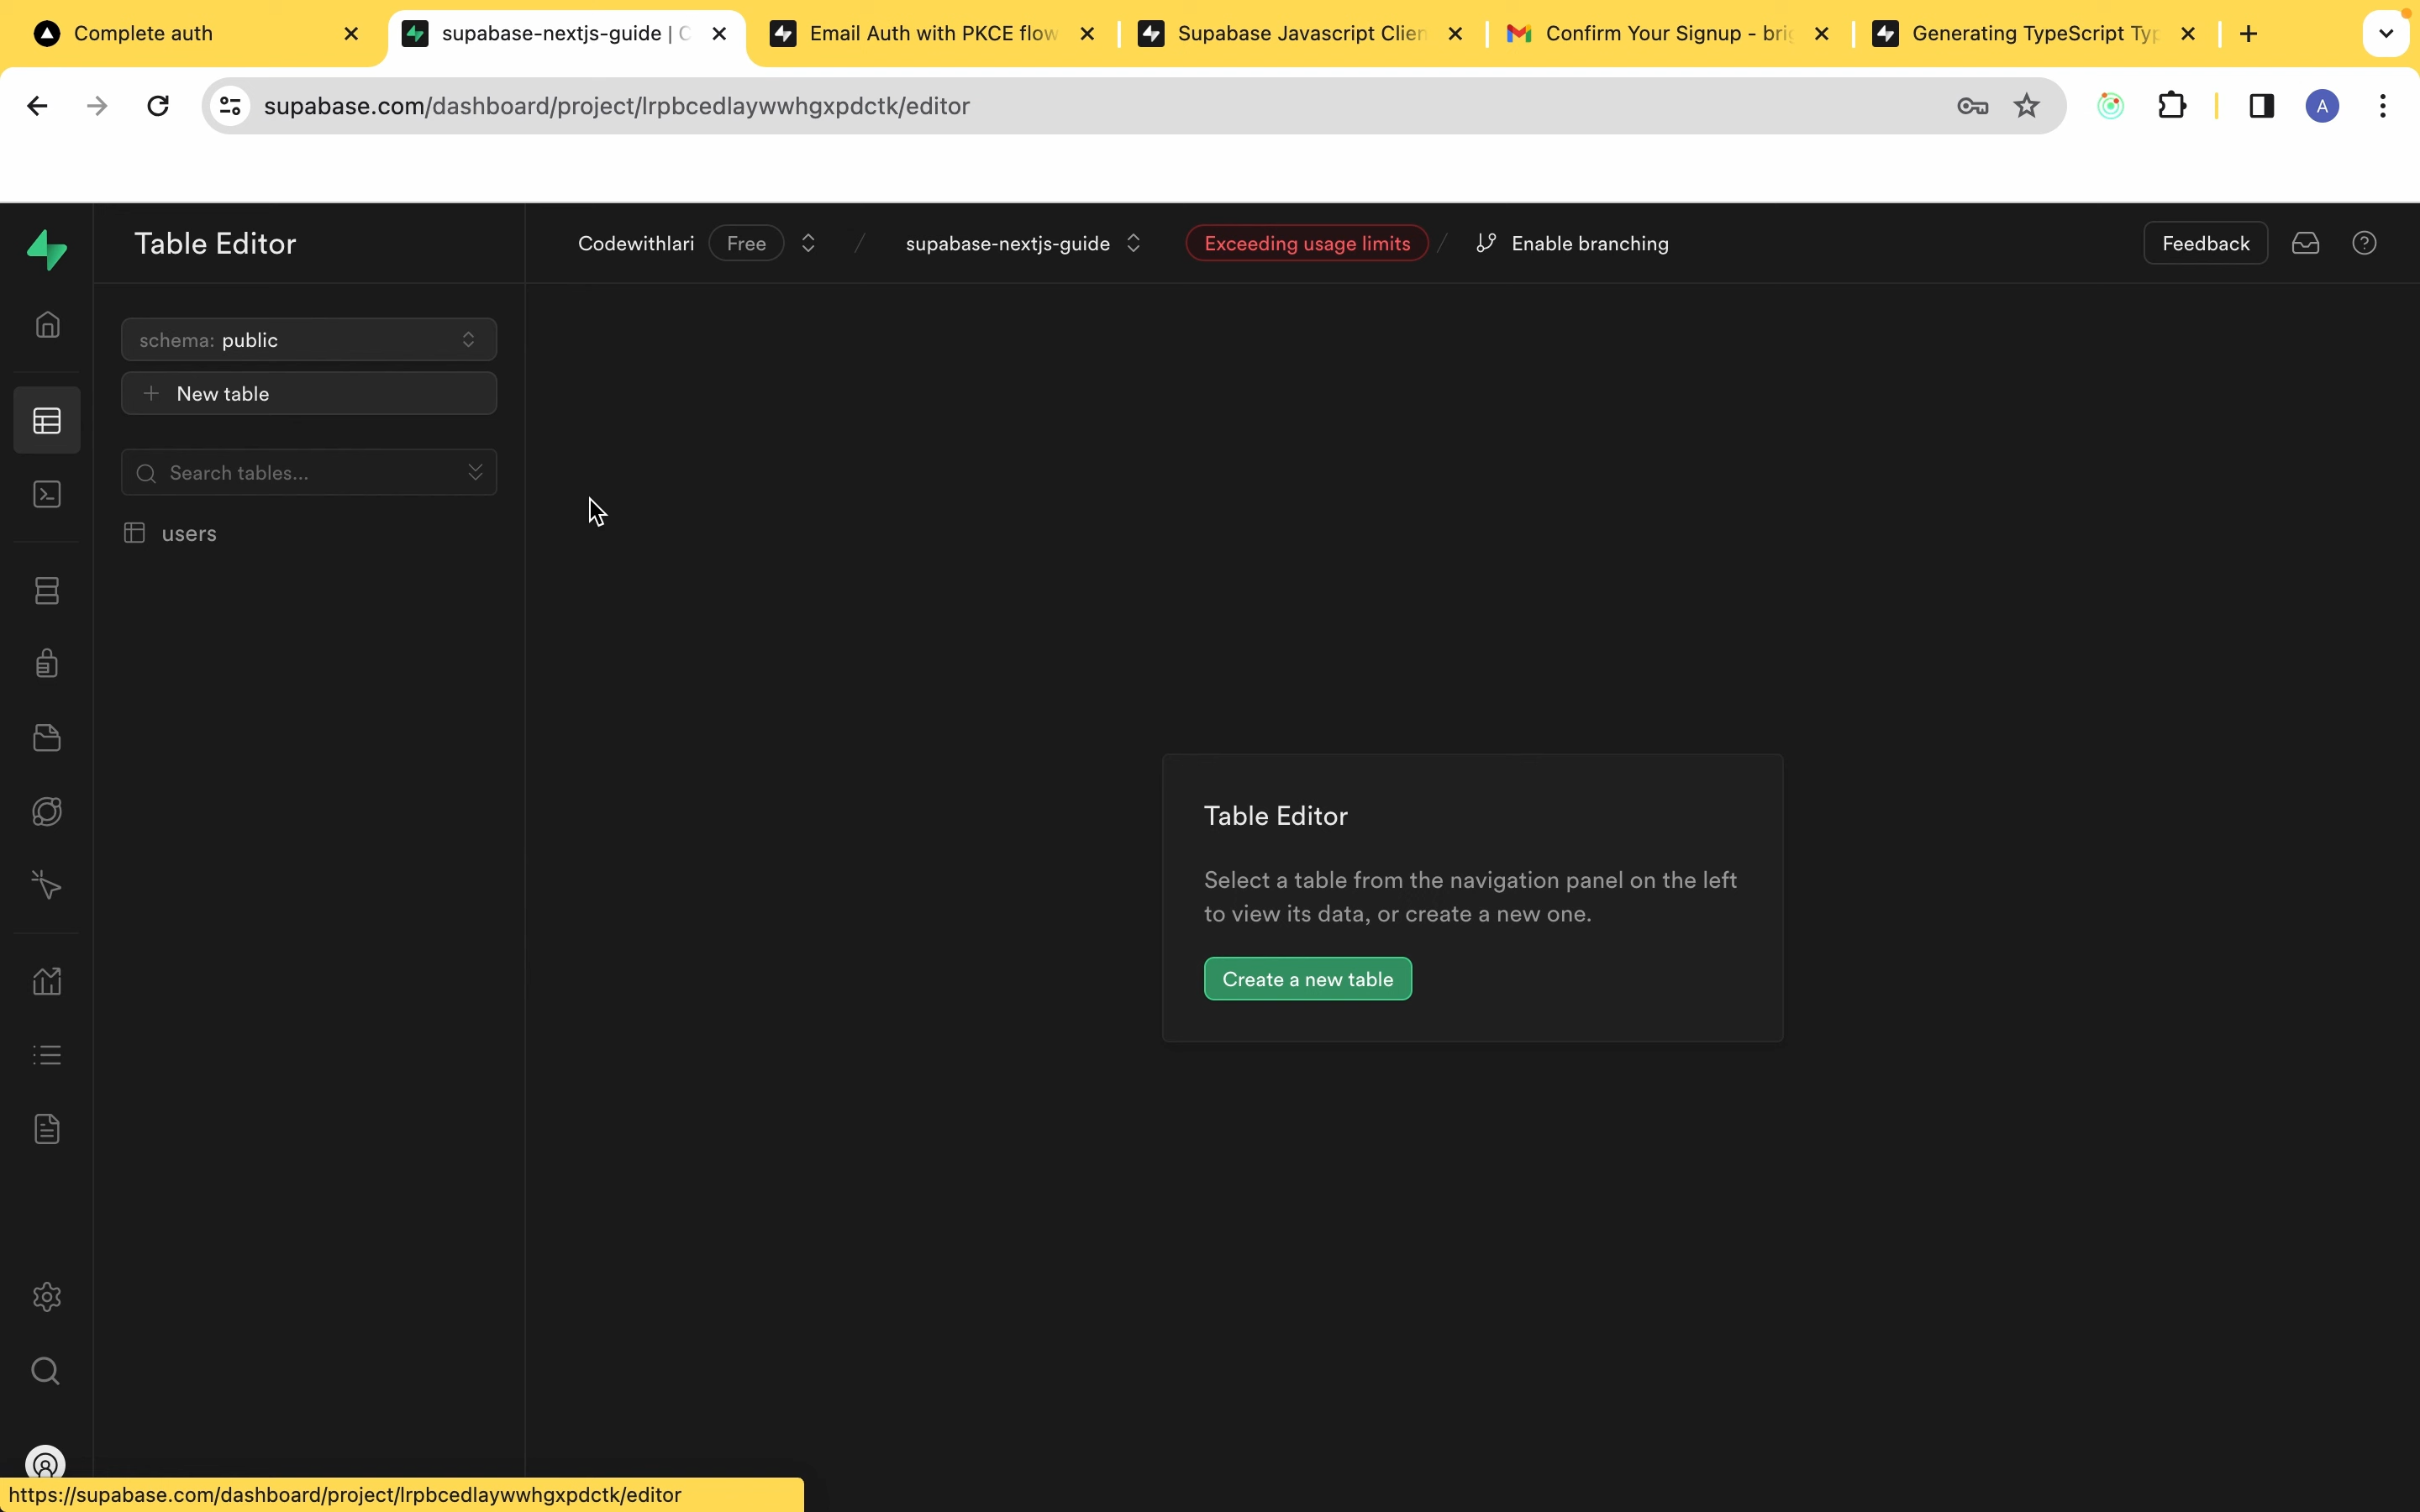 Complete auth
supabase-nextjs-guide | C
Email Auth with PKCE flow
Supabase Javascript Clien
Confirm Your Signup - brig
Generating TypeScript Typ
supabase.com/dashboard/project/lrpbcedlaywwhgxpdctk/editor
A
Table Editor
Codewithlari
Free
/
supabase-nextjs-guide
Exceeding usage limits
/
Enable branching
Feedback
schema: public
New table
Search tables...
users
Table Editor
Select a table from the navigation panel on the left
to view its data, or create a new one.
Create a new table
https://supabase.com/dashboard/project/lrpbcedlaywwhgxpdctk/editor